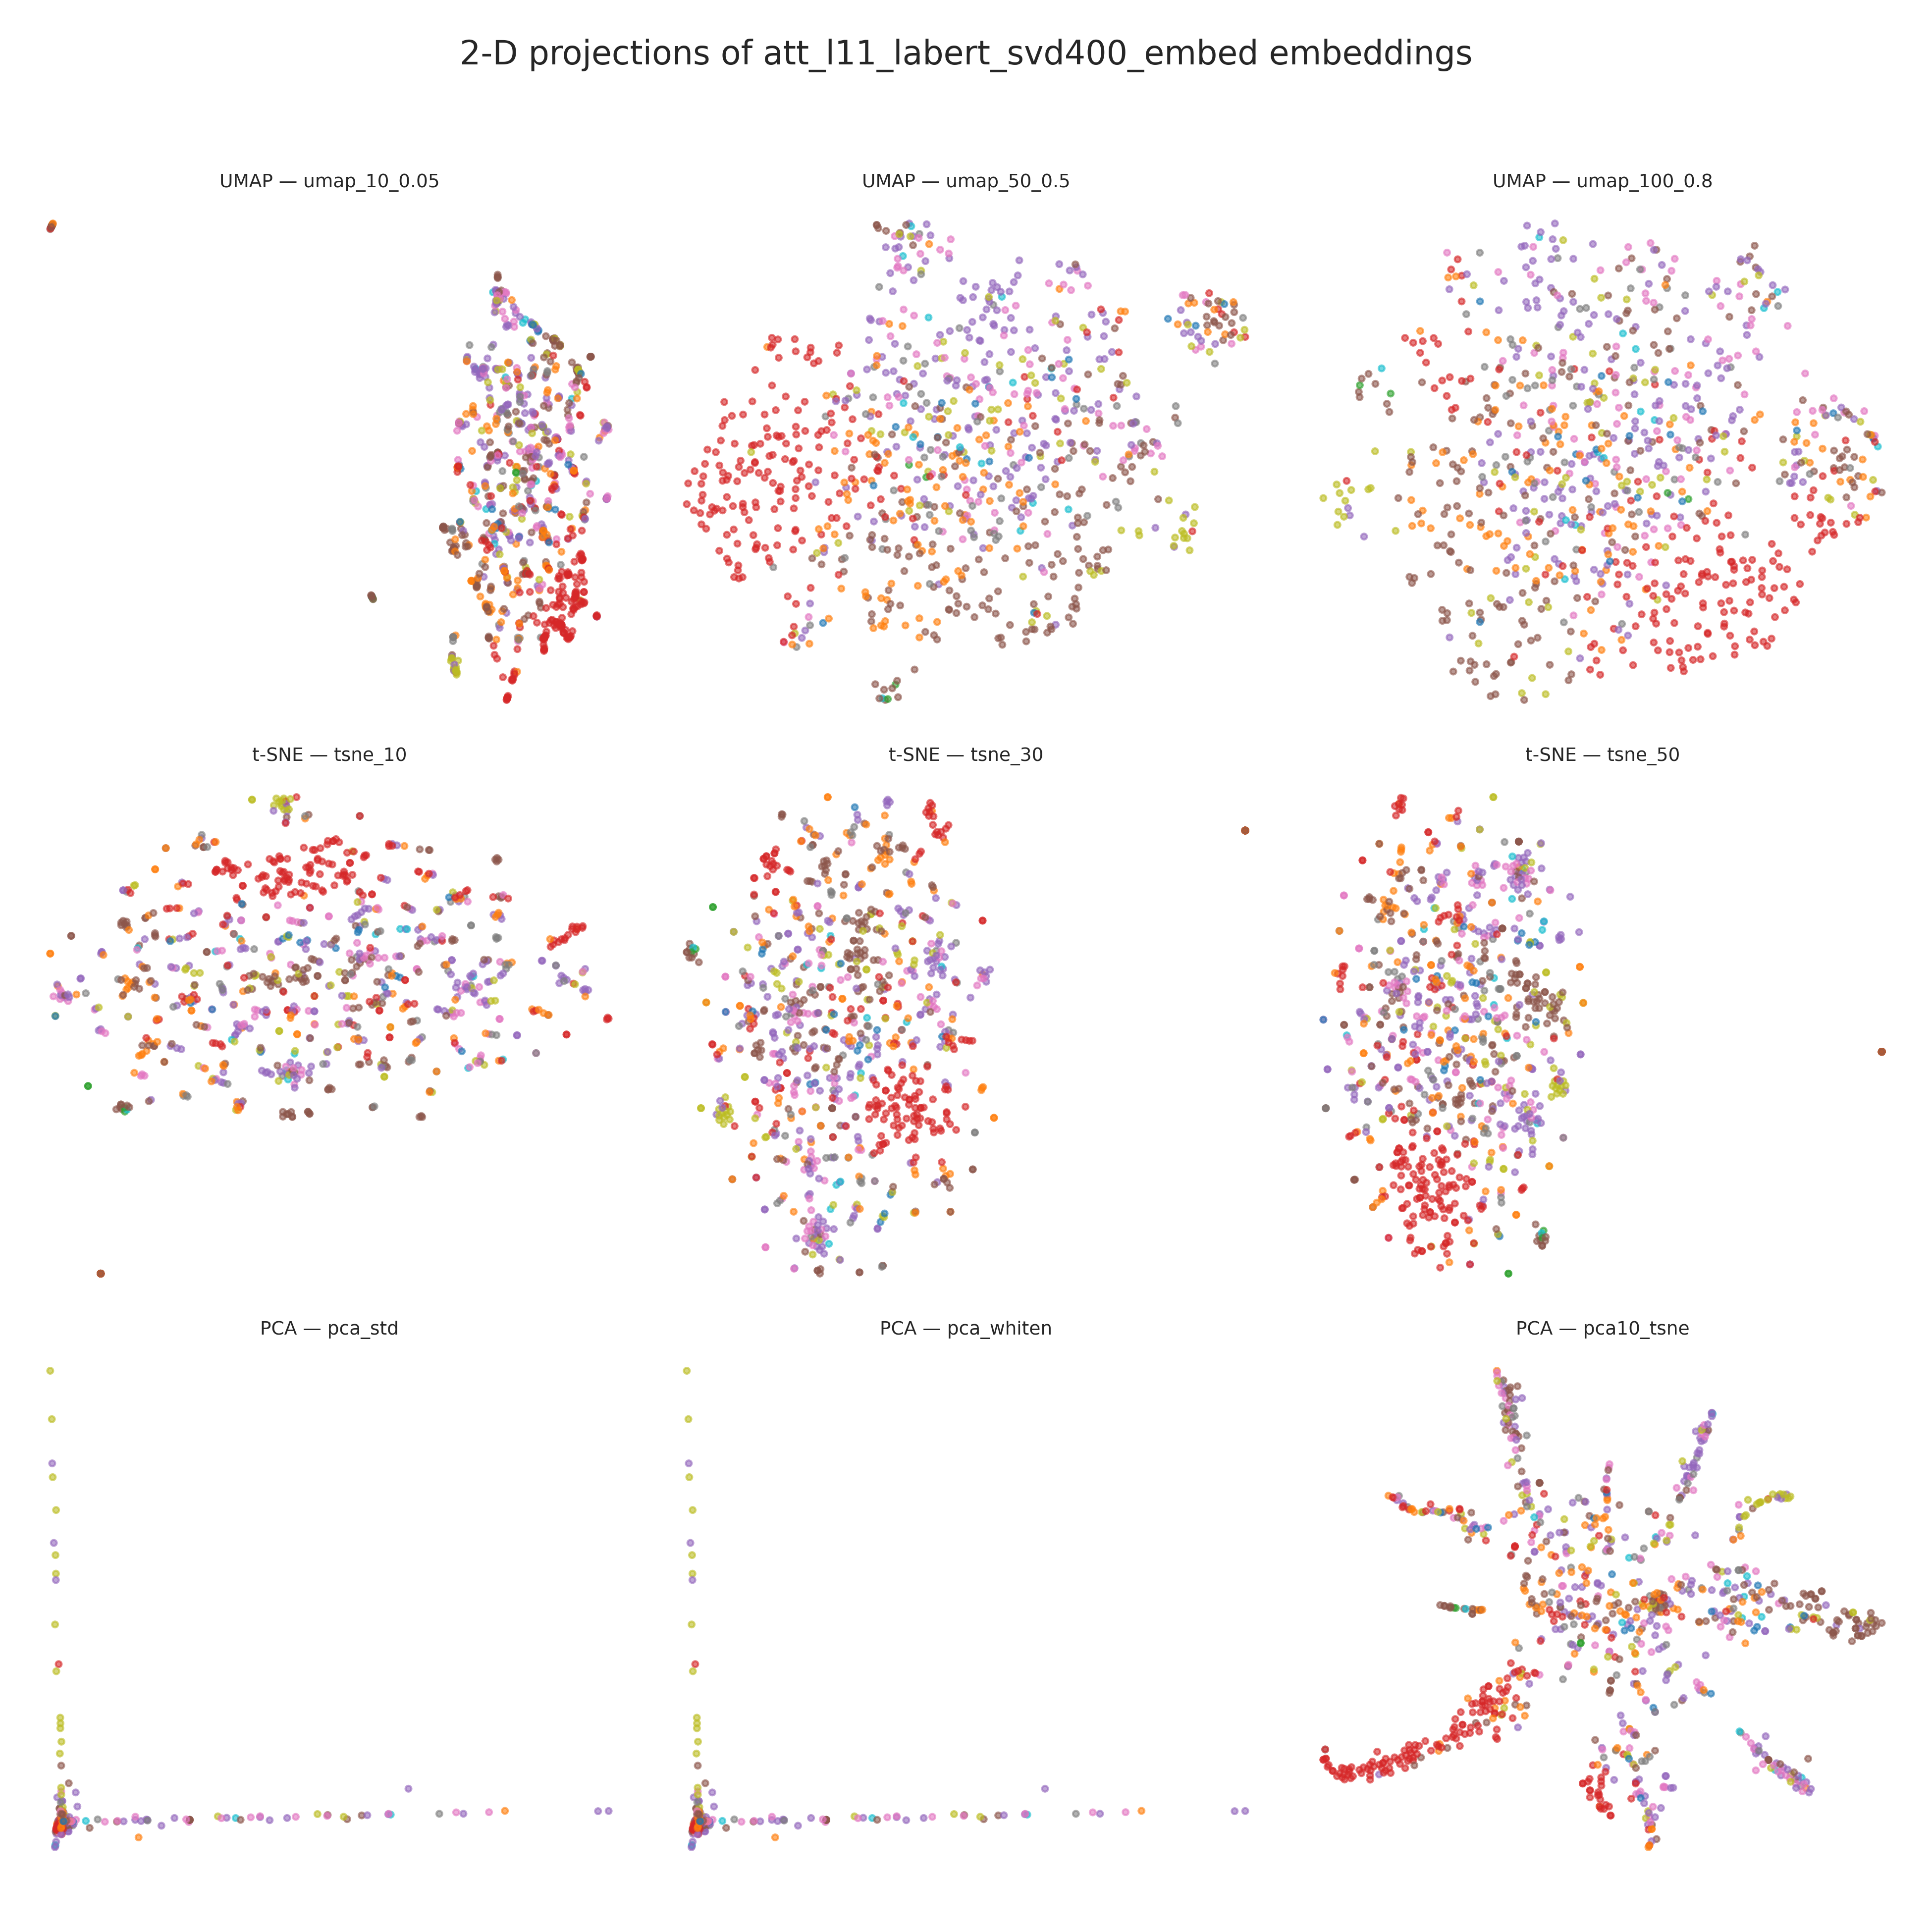 2-D projections of att_l11_labert_svd400_embed embeddings
UMAP — umap_10_0.05
UMAP — umap_50_0.5
UMAP — umap_100_0.8
t-SNE — tsne_10
t-SNE — tsne_30
t-SNE — tsne_50
PCA — pca_std
PCA — pca_whiten
PCA — pca10_tsne